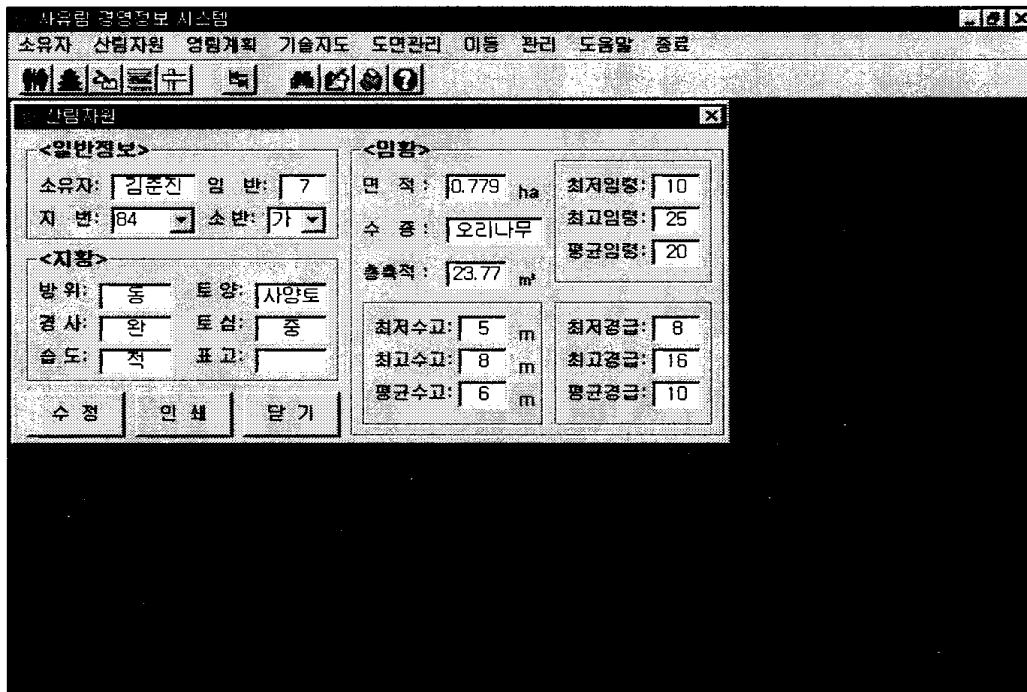 사유림 경영정보 시스템
소유자 산림자원 영림계획 기술지도 도면관리 이동 관리 도움말 종료
산림자원
<일반정보>
소유자: 김준진 임 반: 7
지 번: 84 소반: 가
<지황>
방위: 동 토양: 사양토
경사: 완 토심: 중
습도: 적 표고:
수 정 인 쇄 닫 기
<임황>
면 적 : 0.779 ha
수 종 : 오리나무
총축적 : 23.77 m³
최저임령: 10
최고임령: 25
평균임령: 20
최저수고: 5 m
최고수고: 8 m
평균수고: 6 m
최저경급: 8
최고경급: 16
평균경급: 10